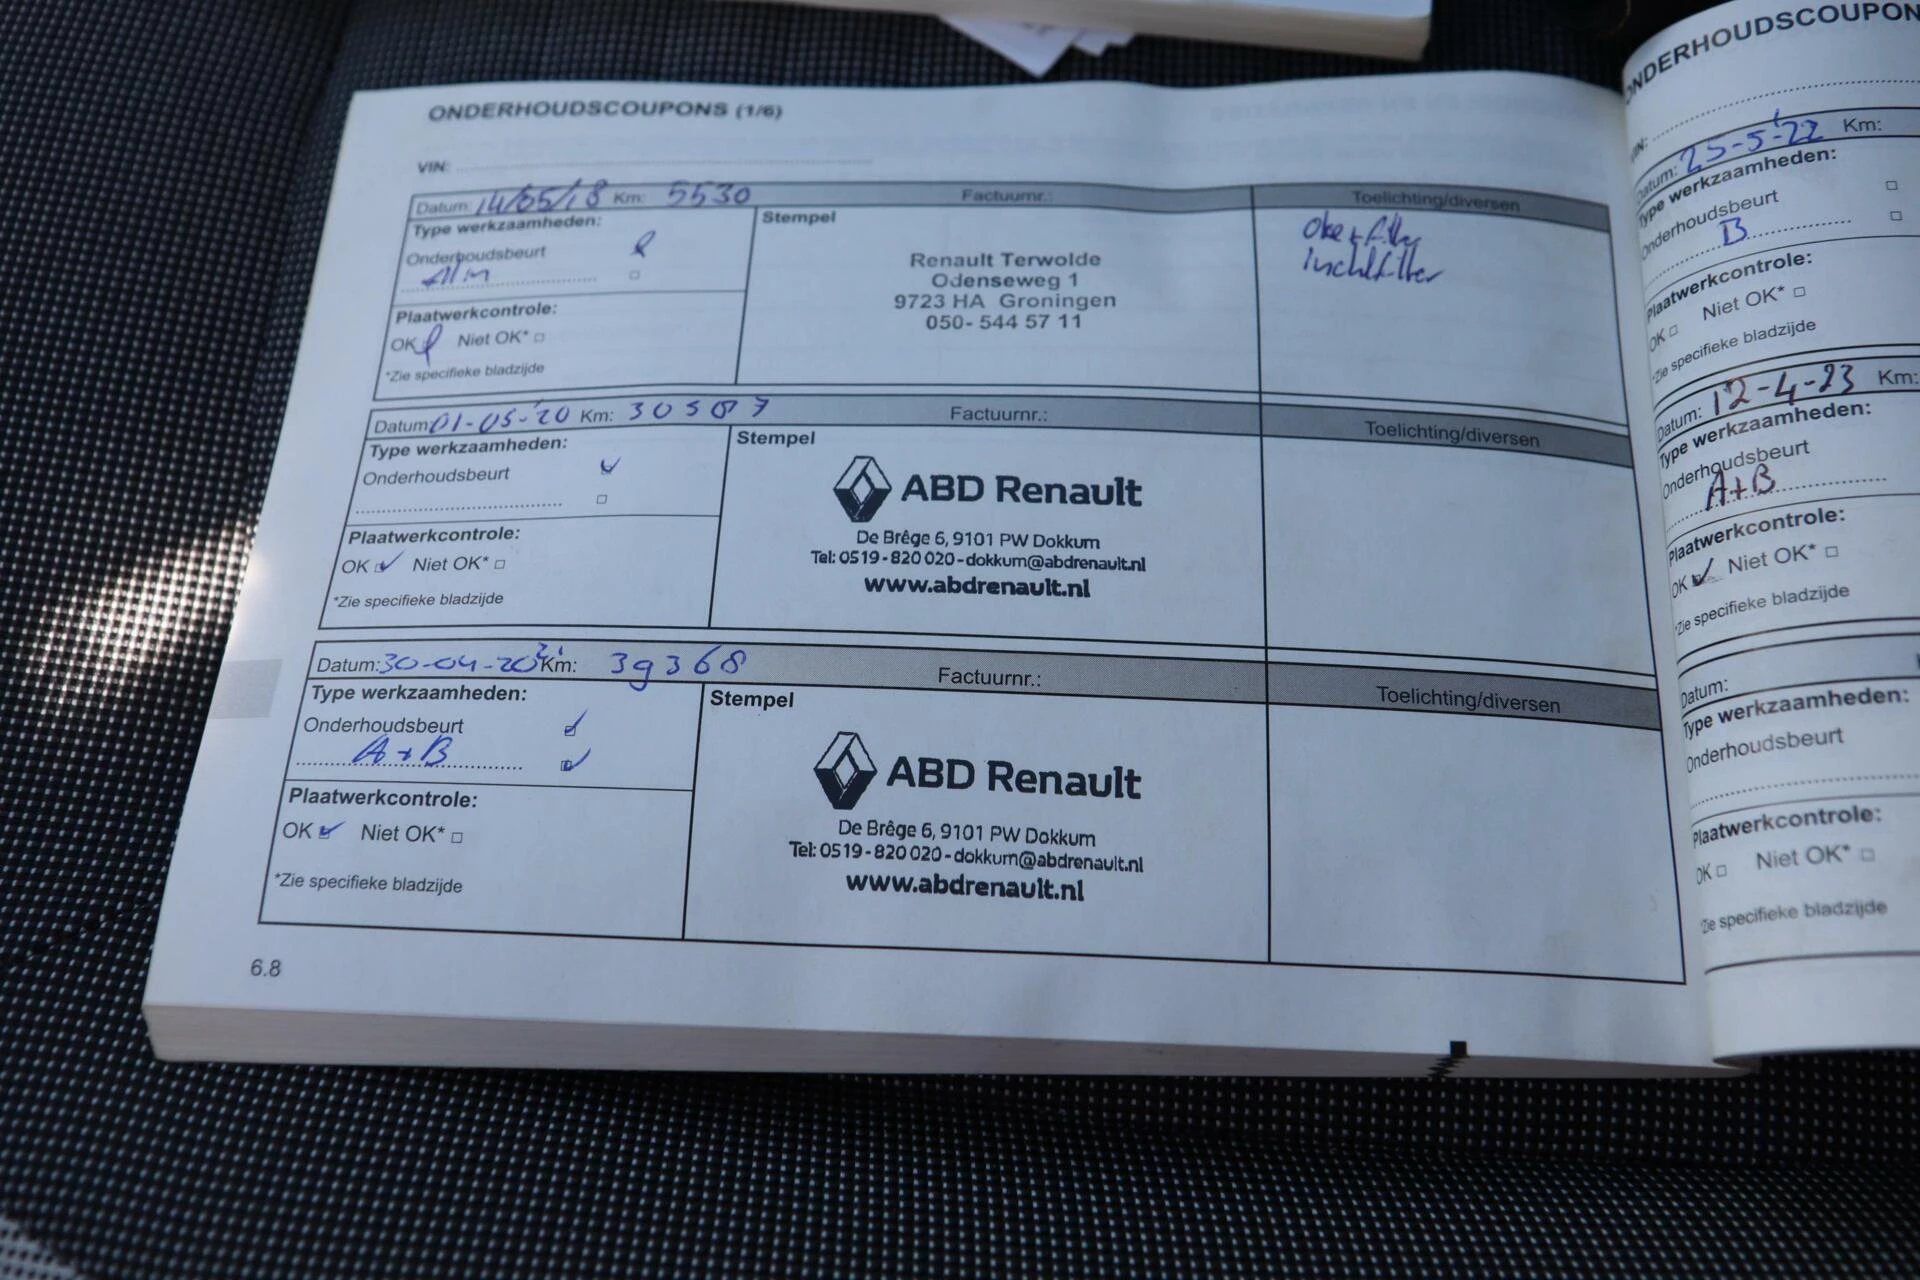 ONDERHOUDSCOUPONS (1/6)
VIN:
Datum: 14/05/18 Km: 5530 Factuurnr.: Toelichting/diversen
Type werkzaamheden:
Onderhoudsbeurt
Plaatwerkcontrole:
OK Niet OK*
*Zie specifieke bladzijde
Stempel
Renault Terwolde
Odenseweg 1
9723 HA Groningen
050- 544 57 11
Datum: 01-05-'20 Km: 30507 Factuurnr.: Toelichting/diversen
Type werkzaamheden:
Onderhoudsbeurt
Plaatwerkcontrole:
OK Niet OK*
*Zie specifieke bladzijde
Stempel
ABD Renault
De Brêge 6, 9101 PW Dokkum
Tel: 0519-820 020-dokkum@abdrenault.nl
www.abdrenault.nl
Datum: 30-04-2021 Km: 39368 Factuurnr.: Toelichting/diversen
Type werkzaamheden:
Onderhoudsbeurt
A+B
Plaatwerkcontrole:
OK Niet OK*
*Zie specifieke bladzijde
Stempel
ABD Renault
De Brêge 6, 9101 PW Dokkum
Tel: 0519-820 020-dokkum@abdrenault.nl
www.abdrenault.nl
6.8
ONDERHOUDSCOUPON
VIN:
Datum: 25-5-'22 Km:
Type werkzaamheden:
Onderhoudsbeurt
B
Plaatwerkcontrole:
OK Niet OK*
*Zie specifieke bladzijde
Datum: 12-4-23 Km:
Type werkzaamheden:
Onderhoudsbeurt
A+B
Plaatwerkcontrole:
OK Niet OK*
*Zie specifieke bladzijde
Datum:
Type werkzaamheden:
Onderhoudsbeurt
Plaatwerkcontrole:
OK Niet OK*
*Zie specifieke bladzijde